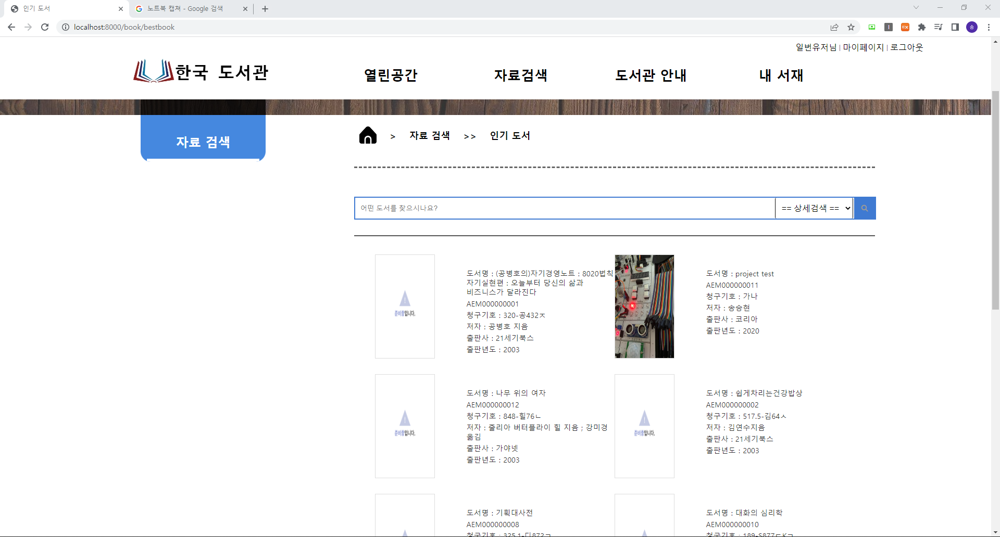 인기 도서
노트북 캡쳐 - Google 검색
localhost:8000/book/bestbook
일번유저님 | 마이페이지 | 로그아웃
한국 도서관
열린공간
자료검색
도서관 안내
내 서재
자료 검색
> 자료 검색 >> 인기 도서
어떤 도서를 찾으시나요?
== 상세검색 ==
준비중입니다.
도서명 : (공병호의)자기경영노트 : 8020법칙
자기실현편 : 오늘부터 당신의 삶과
비즈니스가 달라진다
AEM000000001
청구기호 : 320-공432ㅈ
저자 : 공병호 지음
출판사 : 21세기북스
출판년도 : 2003
도서명 : project test
AEM000000011
청구기호 : 가나
저자 : 송승현
출판사 : 코리아
출판년도 : 2020
준비중입니다.
도서명 : 나무 위의 여자
AEM000000012
청구기호 : 848-힐76ㄴ
저자 : 줄리아 버터플라이 힐 지음 ; 강미경
옮김
출판사 : 가야넷
출판년도 : 2003
준비중입니다.
도서명 : 쉽게차리는건강밥상
AEM000000002
청구기호 : 517.5-김64ㅅ
저자 : 김연수지음
출판사 : 21세기북스
출판년도 : 2003
도서명 : 기획대사전
AEM000000008
청구기호 : 325.1-디872ㄱ
도서명 : 대화의 심리학
AEM000000010
청구기호 : 189-S877ㄷKㄱ